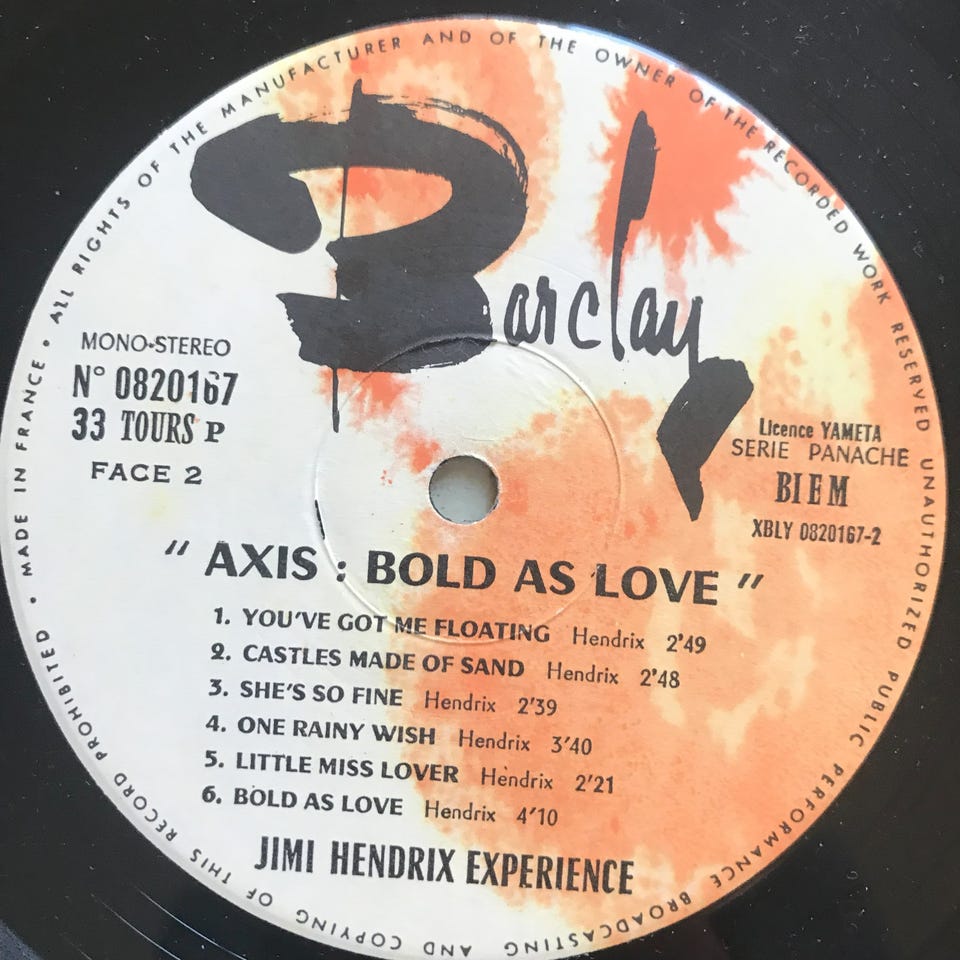 ALL RIGHTS OF THE MANUFACTURER AND OF THE OWNER OF THE RECORDED WORK RESERVED UNAUTHORIZED PUBLIC PERFORMANCE BROADCASTING AND COPYING OF THIS RECORD PROHIBITED • MADE IN FRANCE •
Barclay
MONO•STEREO
N° 0820167
33 TOURS P
FACE 2
Licence YAMETA
SERIE PANACHE
BIEM
XBLY 0820167-2
" AXIS : BOLD AS LOVE "
1. YOU'VE GOT ME FLOATING Hendrix 2'49
2. CASTLES MADE OF SAND Hendrix 2'48
3. SHE'S SO FINE Hendrix 2'39
4. ONE RAINY WISH Hendrix 3'40
5. LITTLE MISS LOVER Hendrix 2'21
6. BOLD AS LOVE Hendrix 4'10
JIMI HENDRIX EXPERIENCE